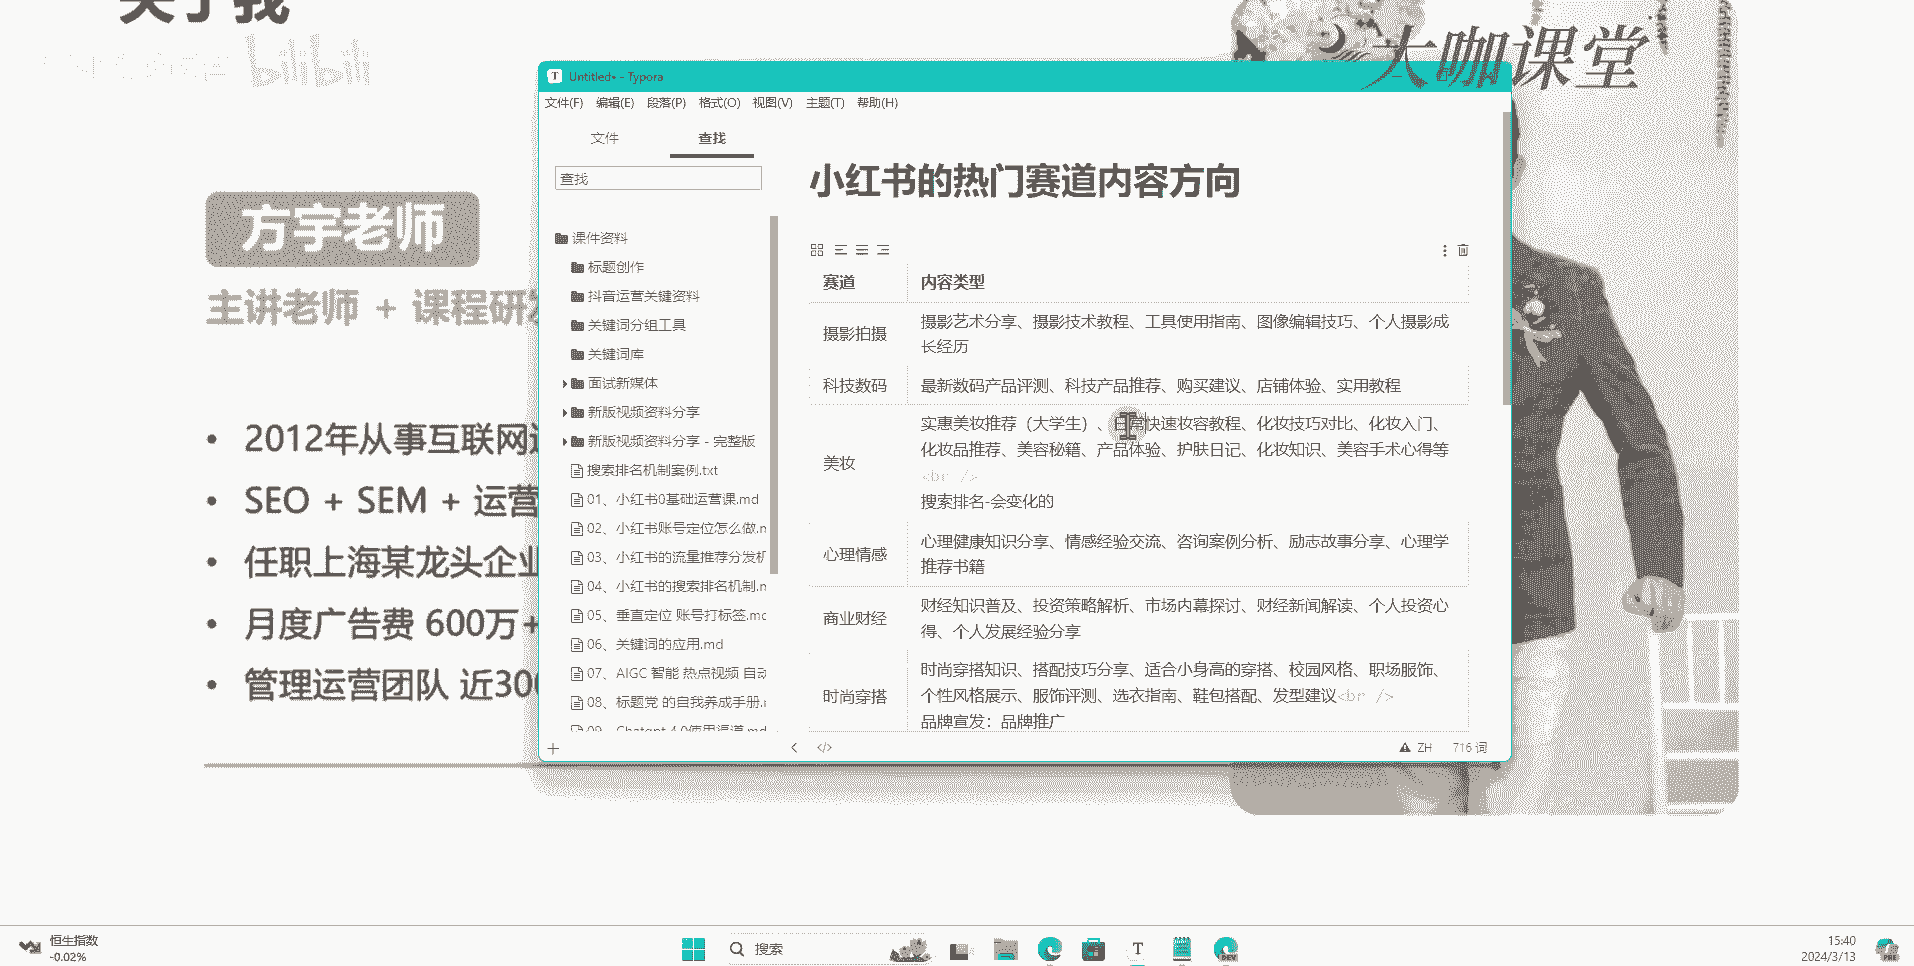 关于我
bilibili
大咖课堂
方宇老师
主讲老师 + 课程研发
2012年从事互联网
SEO + SEM + 运营
任职上海某龙头企业
月度广告费 600万+
管理运营团队 近300
Untitled• - Typora
文件(F) 编辑(E) 段落(P) 格式(O) 视图(V) 主题(T) 帮助(H)
文件 查找
查找
课件资料
标题创作
抖音运营关键资料
关键词分组工具
关键词库
面试新媒体
新版视频资料分享
新版视频资料分享 - 完整版
搜索排名机制案例.txt
01、小红书0基础运营课.md
02、小红书账号定位怎么做.m
03、小红书的流量推荐分发机
04、小红书的搜索排名机制.m
05、垂直定位 账号打标签.md
06、关键词的应用.md
07、AIGC 智能 热点视频 自动
08、标题党 的自我养成手册.m
09、Chatgpt 4.0使用渠道.md
小红书的热门赛道内容方向
赛道 内容类型
摄影拍摄 摄影艺术分享、摄影技术教程、工具使用指南、图像编辑技巧、个人摄影成
长经历
科技数码 最新数码产品评测、科技产品推荐、购买建议、店铺体验、实用教程
美妆 实惠美妆推荐（大学生）、日常快速妆容教程、化妆技巧对比、化妆入门、
化妆品推荐、美容秘籍、产品体验、护肤日记、化妆知识、美容手术心得等
<br />
搜索排名-会变化的
心理情感 心理健康知识分享、情感经验交流、咨询案例分析、励志故事分享、心理学
推荐书籍
商业财经 财经知识普及、投资策略解析、市场内幕探讨、财经新闻解读、个人投资心
得、个人发展经验分享
时尚穿搭 时尚穿搭知识、搭配技巧分享、适合小身高的穿搭、校园风格、职场服饰、
个性风格展示、服饰评测、选衣指南、鞋包搭配、发型建议<br />
品牌宣发：品牌推广
ZH 716 词
恒生指数
-0.02%
搜索
T
DEV
15:40
2024/3/13
PRE